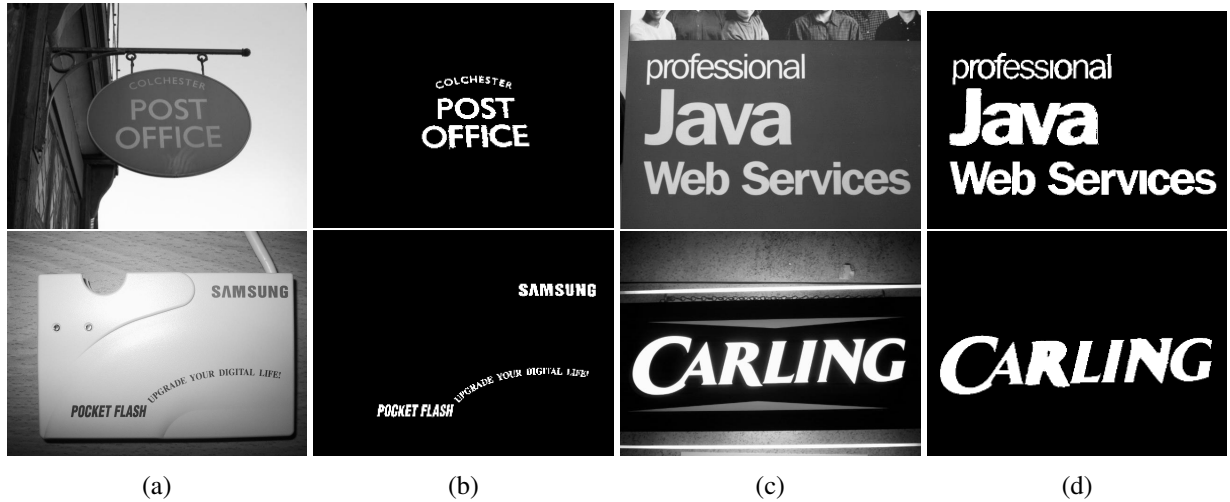 COLCHESTER
POST
OFFICE
COLCHESTER
POST
OFFICE
professional
Java
Web Services
professional
Java
Web Services
SAMSUNG
UPGRADE YOUR DIGITAL LIFE!
POCKET FLASH
SAMSUNG
UPGRADE YOUR DIGITAL LIFE!
POCKET FLASH
CARLING
CARLING
(a)
(b)
(c)
(d)